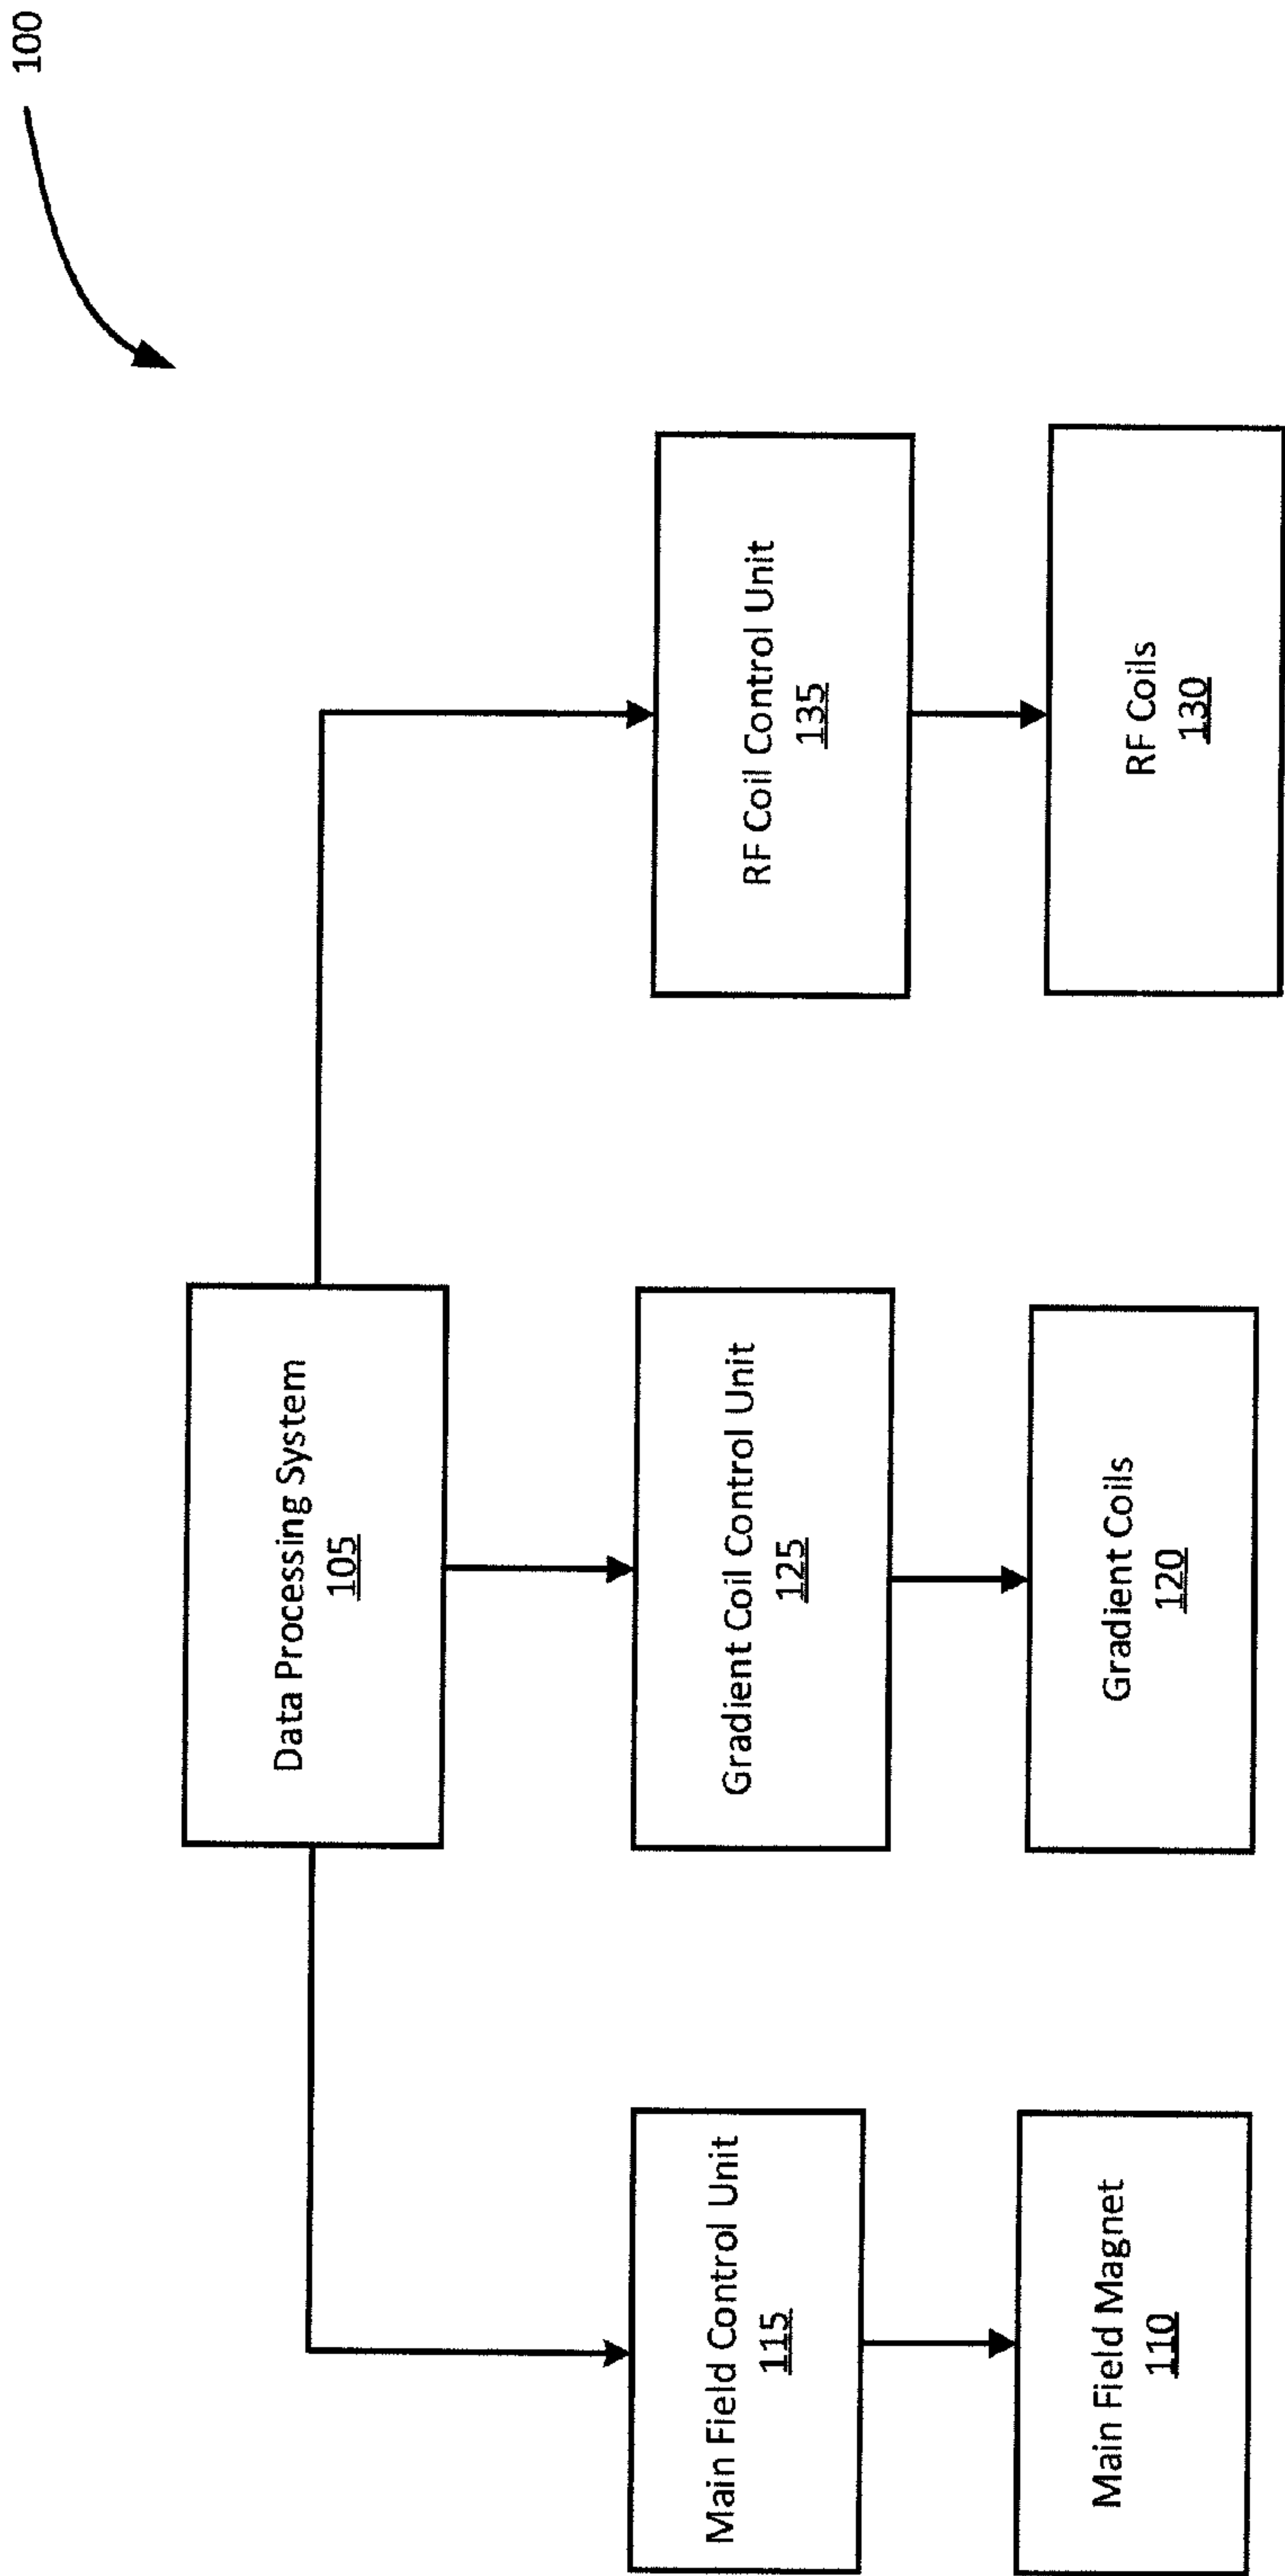 100
Data Processing System
105
Main Field Control Unit
115
Gradient Coil Control Unit
125
RF Coil Control Unit
135
Main Field Magnet
110
Gradient Coils
120
RF Coils
130